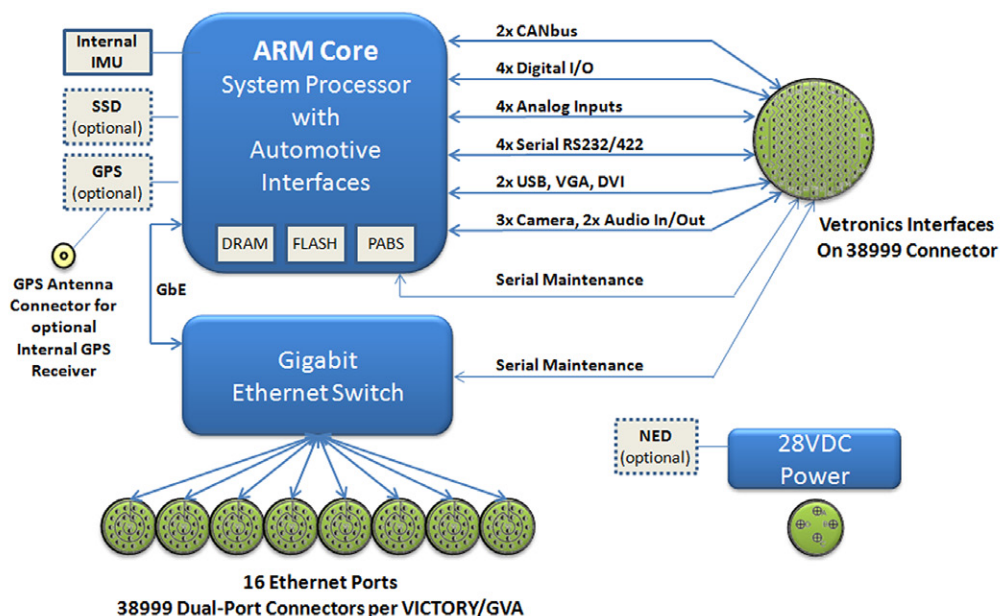 Internal
IMU
SSD
(optional)
GPS
(optional)
GPS Antenna
Connector for
optional
Internal GPS
Receiver
ARM Core
System Processor
with
Automotive
Interfaces
DRAM
FLASH
PABS
2x CANbus
4x Digital I/O
4x Analog Inputs
4x Serial RS232/422
2x USB, VGA, DVI
3x Camera, 2x Audio In/Out
Serial Maintenance
Vetronics Interfaces
On 38999 Connector
GbE
Gigabit
Ethernet Switch
Serial Maintenance
NED
(optional)
28VDC
Power
16 Ethernet Ports
38999 Dual-Port Connectors per VICTORY/GVA